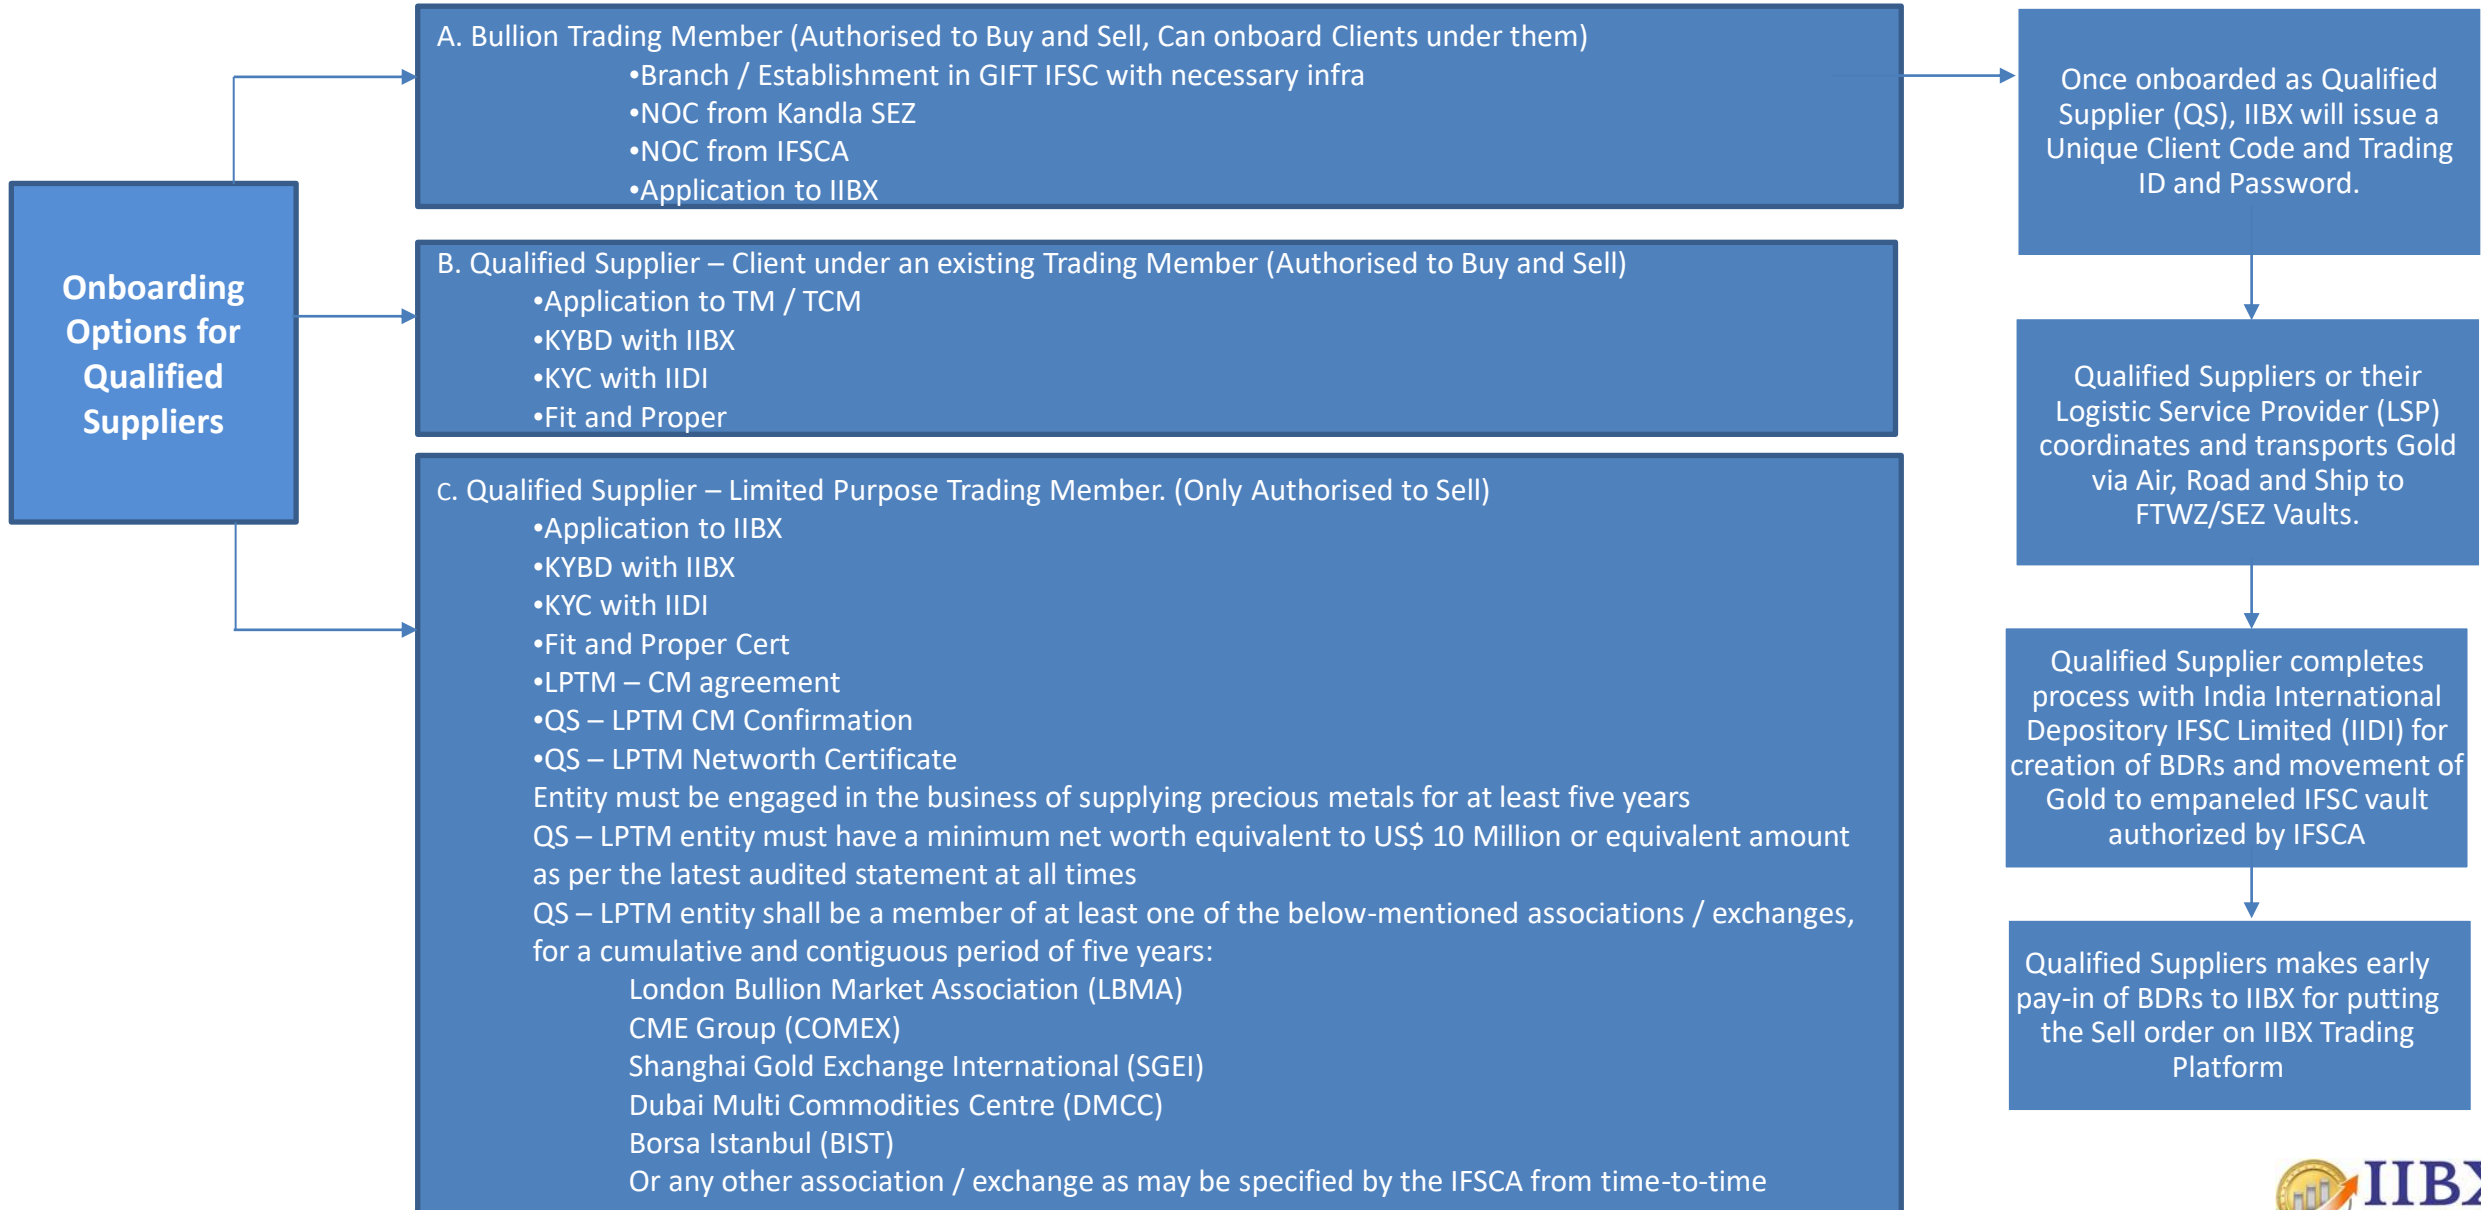 Onboarding
Options for
Qualified
Suppliers
A. Bullion Trading Member (Authorised to Buy and Sell, Can onboard Clients under them)
•Branch / Establishment in GIFT IFSC with necessary infra
•NOC from Kandla SEZ
•NOC from IFSCA
•Application to IIBX
B. Qualified Supplier – Client under an existing Trading Member (Authorised to Buy and Sell)
•Application to TM / TCM
•KYBD with IIBX
•KYC with IIDI
•Fit and Proper
C. Qualified Supplier – Limited Purpose Trading Member. (Only Authorised to Sell)
•Application to IIBX
•KYBD with IIBX
•KYC with IIDI
•Fit and Proper Cert
•LPTM – CM agreement
•QS – LPTM CM Confirmation
•QS – LPTM Networth Certificate
Entity must be engaged in the business of supplying precious metals for at least five years
QS – LPTM entity must have a minimum net worth equivalent to US$ 10 Million or equivalent amount
as per the latest audited statement at all times
QS – LPTM entity shall be a member of at least one of the below-mentioned associations / exchanges,
for a cumulative and contiguous period of five years:
London Bullion Market Association (LBMA)
CME Group (COMEX)
Shanghai Gold Exchange International (SGEI)
Dubai Multi Commodities Centre (DMCC)
Borsa Istanbul (BIST)
Or any other association / exchange as may be specified by the IFSCA from time-to-time
Once onboarded as Qualified
Supplier (QS), IIBX will issue a
Unique Client Code and Trading
ID and Password.
Qualified Suppliers or their
Logistic Service Provider (LSP)
coordinates and transports Gold
via Air, Road and Ship to
FTWZ/SEZ Vaults.
Qualified Supplier completes
process with India International
Depository IFSC Limited (IIDI) for
creation of BDRs and movement of
Gold to empaneled IFSC vault
authorized by IFSCA
Qualified Suppliers makes early
pay-in of BDRs to IIBX for putting
the Sell order on IIBX Trading
Platform
IIBX